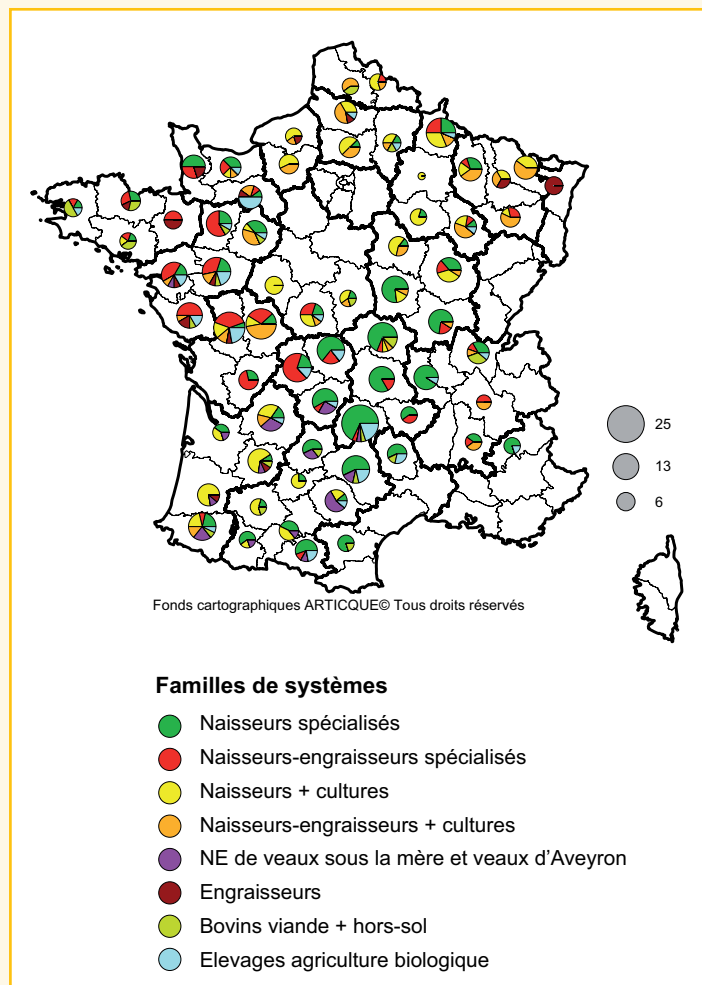 25
13
6
Fonds cartographiques ARTICQUE© Tous droits réservés
Familles de systèmes
Naisseurs spécialisés
Naisseurs-engraisseurs spécialisés
Naisseurs + cultures
Naisseurs-engraisseurs + cultures
NE de veaux sous la mère et veaux d'Aveyron
Engraisseurs
Bovins viande + hors-sol
Elevages agriculture biologique